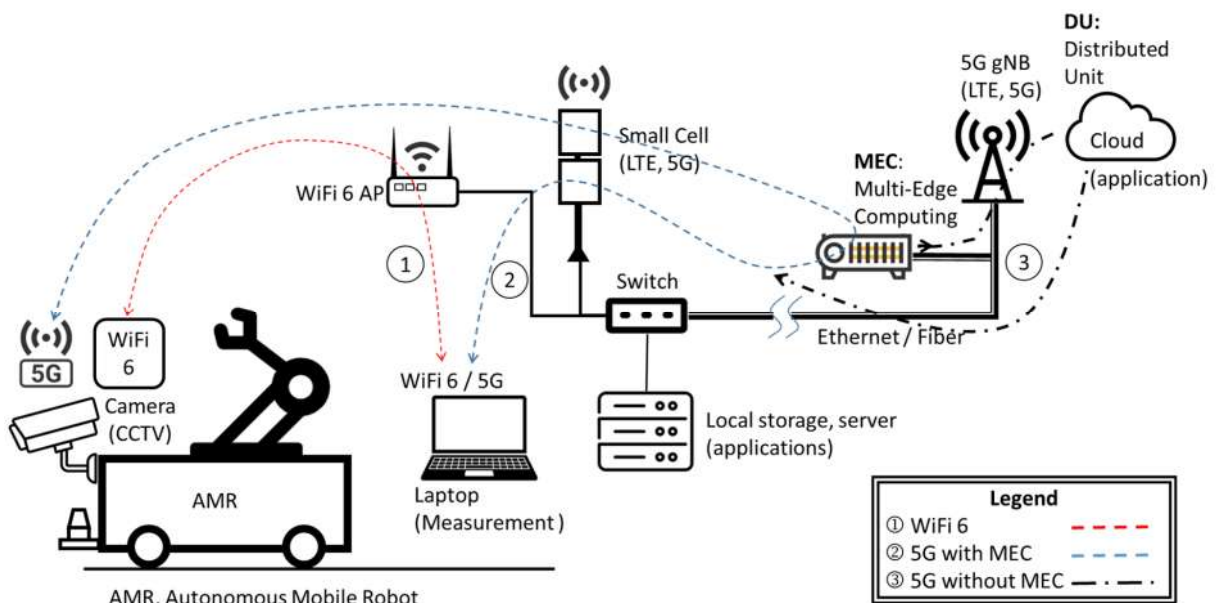 DU:
Distributed
Unit
5G gNB
(LTE, 5G)
Cloud
(application)
Small Cell
(LTE, 5G)
MEC:
Multi-Edge
Computing
WiFi 6 AP
①
②
③
Switch
Ethernet / Fiber
5G
WiFi
6
Camera
(CCTV)
WiFi 6 / 5G
Local storage, server
(applications)
AMR
Laptop
(Measurement)
Legend
① WiFi 6
② 5G with MEC
③ 5G without MEC
AMR, Autonomous Mobile Robot